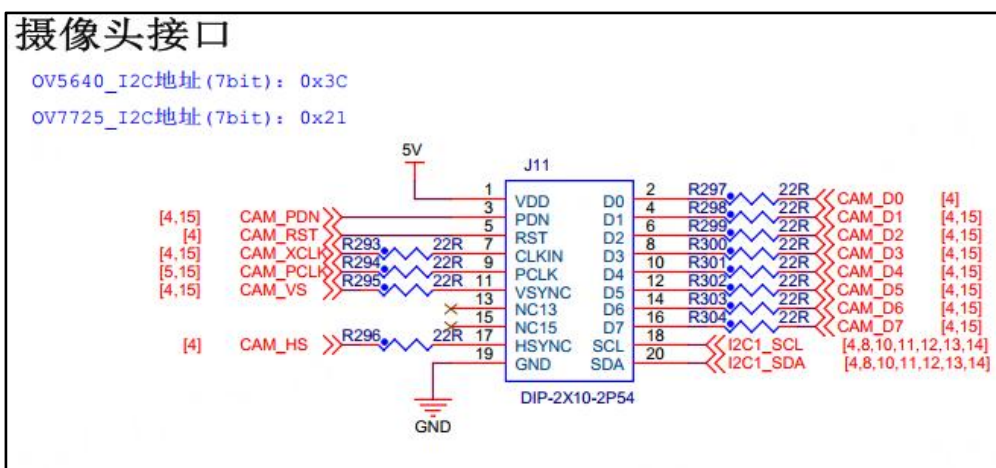 摄像头接口
OV5640_I2C地址(7bit): 0x3C
OV7725_I2C地址(7bit): 0x21
5V
J11
1 VDD D0 2 R297 22R CAM_D0 [4]
[4,15] CAM_PDN 3 PDN D1 4 R298 22R CAM_D1 [4,15]
[4] CAM_RST 5 RST D2 6 R299 22R CAM_D2 [4,15]
[4,15] CAM_XCLK R293 22R 7 CLKIN D3 8 R300 22R CAM_D3 [4,15]
[5,15] CAM_PCLK R294 22R 9 PCLK D4 10 R301 22R CAM_D4 [4,15]
[4,15] CAM_VS R295 22R 11 VSYNC D5 12 R302 22R CAM_D5 [4,15]
13 NC13 D6 14 R303 22R CAM_D6 [4,15]
15 NC15 D7 16 R304 22R CAM_D7 [4,15]
[4] CAM_HS R296 22R 17 HSYNC SCL 18 I2C1_SCL [4,8,10,11,12,13,14]
19 GND SDA 20 I2C1_SDA [4,8,10,11,12,13,14]
DIP-2X10-2P54
GND